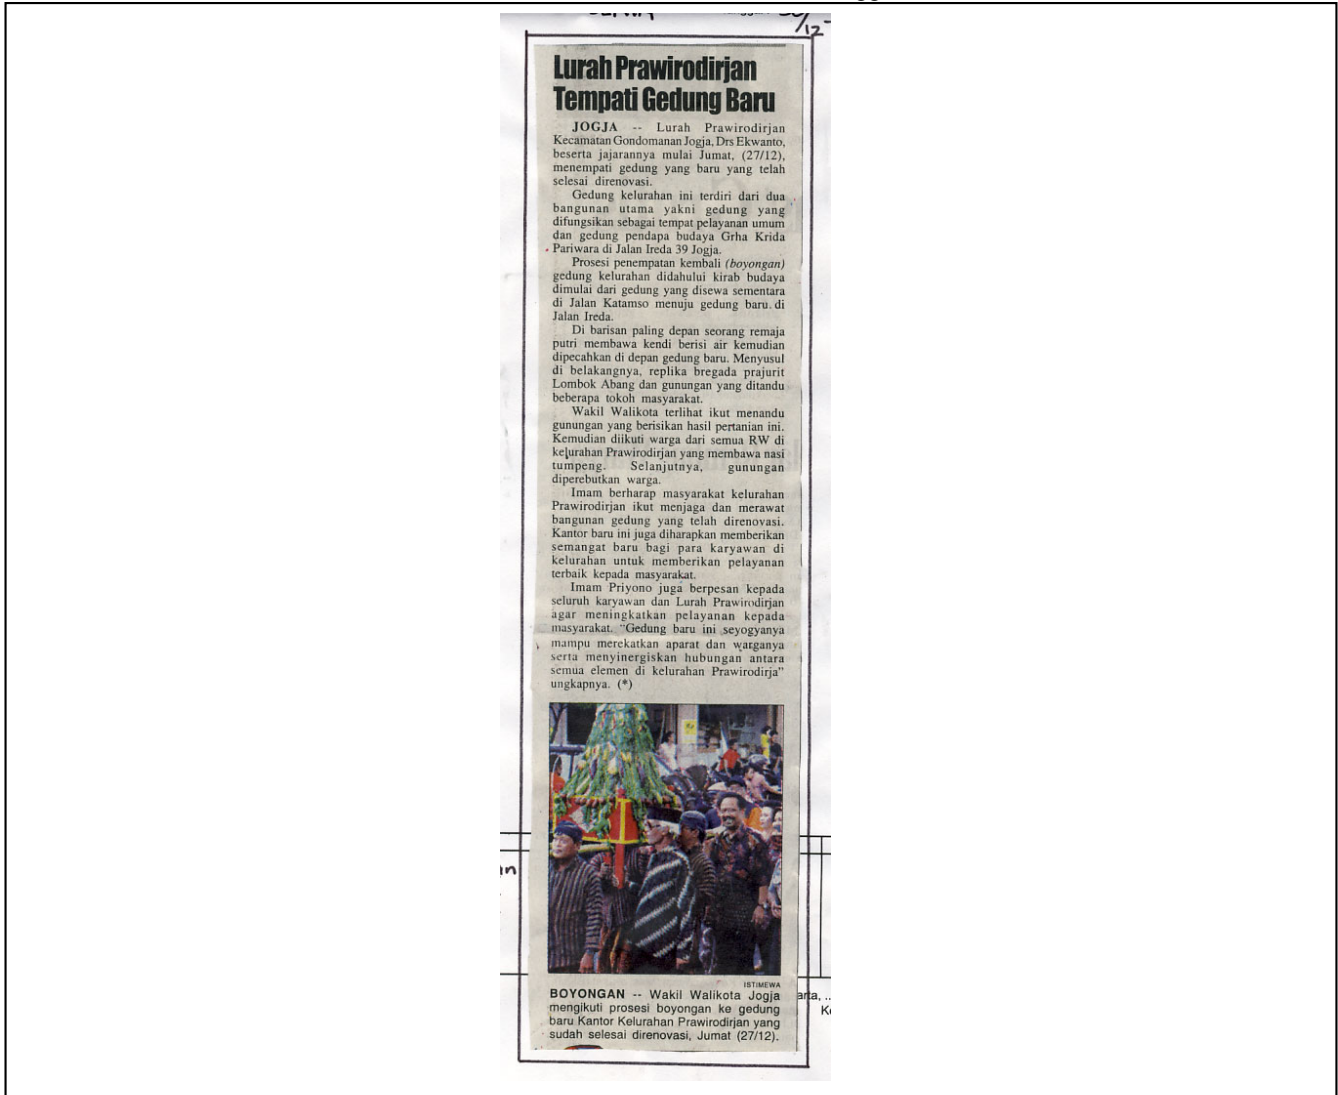 12
Lurah Prawirodirjan
Tempati Gedung Baru
JOGJA -- Lurah Prawirodirjan
Kecamatan Gondomanan Jogja, Drs Ekwanto,
beserta jajarannya mulai Jumat, (27/12),
menempati gedung yang baru yang telah
selesai direnovasi.
Gedung kelurahan ini terdiri dari dua
bangunan utama yakni gedung yang
difungsikan sebagai tempat pelayanan umum
dan gedung pendapa budaya Grha Krida
Pariwara di Jalan Ireda 39 Jogja.
Prosesi penempatan kembali (boyongan)
gedung kelurahan didahului kirab budaya
dimulai dari gedung yang disewa sementara
di Jalan Katamso menuju gedung baru di
Jalan Ireda.
Di barisan paling depan seorang remaja
putri membawa kendi berisi air kemudian
dipecahkan di depan gedung baru. Menyusul
di belakangnya, replika bregada prajurit
Lombok Abang dan gunungan yang ditandu
beberapa tokoh masyarakat.
Wakil Walikota terlihat ikut menandu
gunungan yang berisikan hasil pertanian ini.
Kemudian diikuti warga dari semua RW di
kelurahan Prawirodirjan yang membawa nasi
tumpeng. Selanjutnya, gunungan
diperebutkan warga.
Imam berharap masyarakat kelurahan
Prawirodirjan ikut menjaga dan merawat
bangunan gedung yang telah direnovasi.
Kantor baru ini juga diharapkan memberikan
semangat baru bagi para karyawan di
kelurahan untuk memberikan pelayanan
terbaik kepada masyarakat.
Imam Priyono juga berpesan kepada
seluruh karyawan dan Lurah Prawirodirjan
agar meningkatkan pelayanan kepada
masyarakat. "Gedung baru ini seyogyanya
mampu merekatkan aparat dan warganya
serta menyinergiskan hubungan antara
semua elemen di kelurahan Prawirodirja"
ungkapnya. (*)
an
ISTIMEWA
BOYONGAN -- Wakil Walikota Jogja
mengikuti prosesi boyongan ke gedung
baru Kantor Kelurahan Prawirodirjan yang
sudah selesai direnovasi, Jumat (27/12).
arta, ..